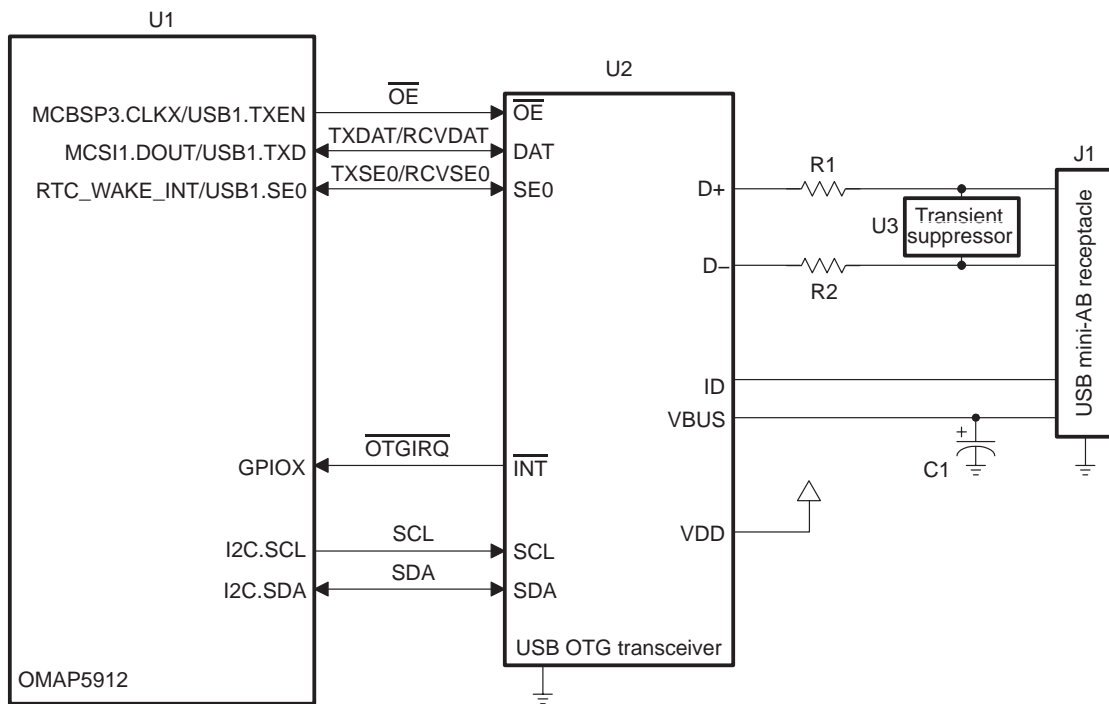 U1
U2
MCBSP3.CLKX/USB1.TXEN
OE
OE
MCSI1.DOUT/USB1.TXD
TXDAT/RCVDAT
DAT
RTC_WAKE_INT/USB1.SE0
TXSE0/RCVSE0
SE0
D+
R1
J1
U3
Transient
suppressor
D–
R2
USB mini-AB receptacle
ID
VBUS
+
C1
GPIOX
OTGIRQ
INT
VDD
I2C.SCL
SCL
SCL
I2C.SDA
SDA
SDA
USB OTG transceiver
OMAP5912